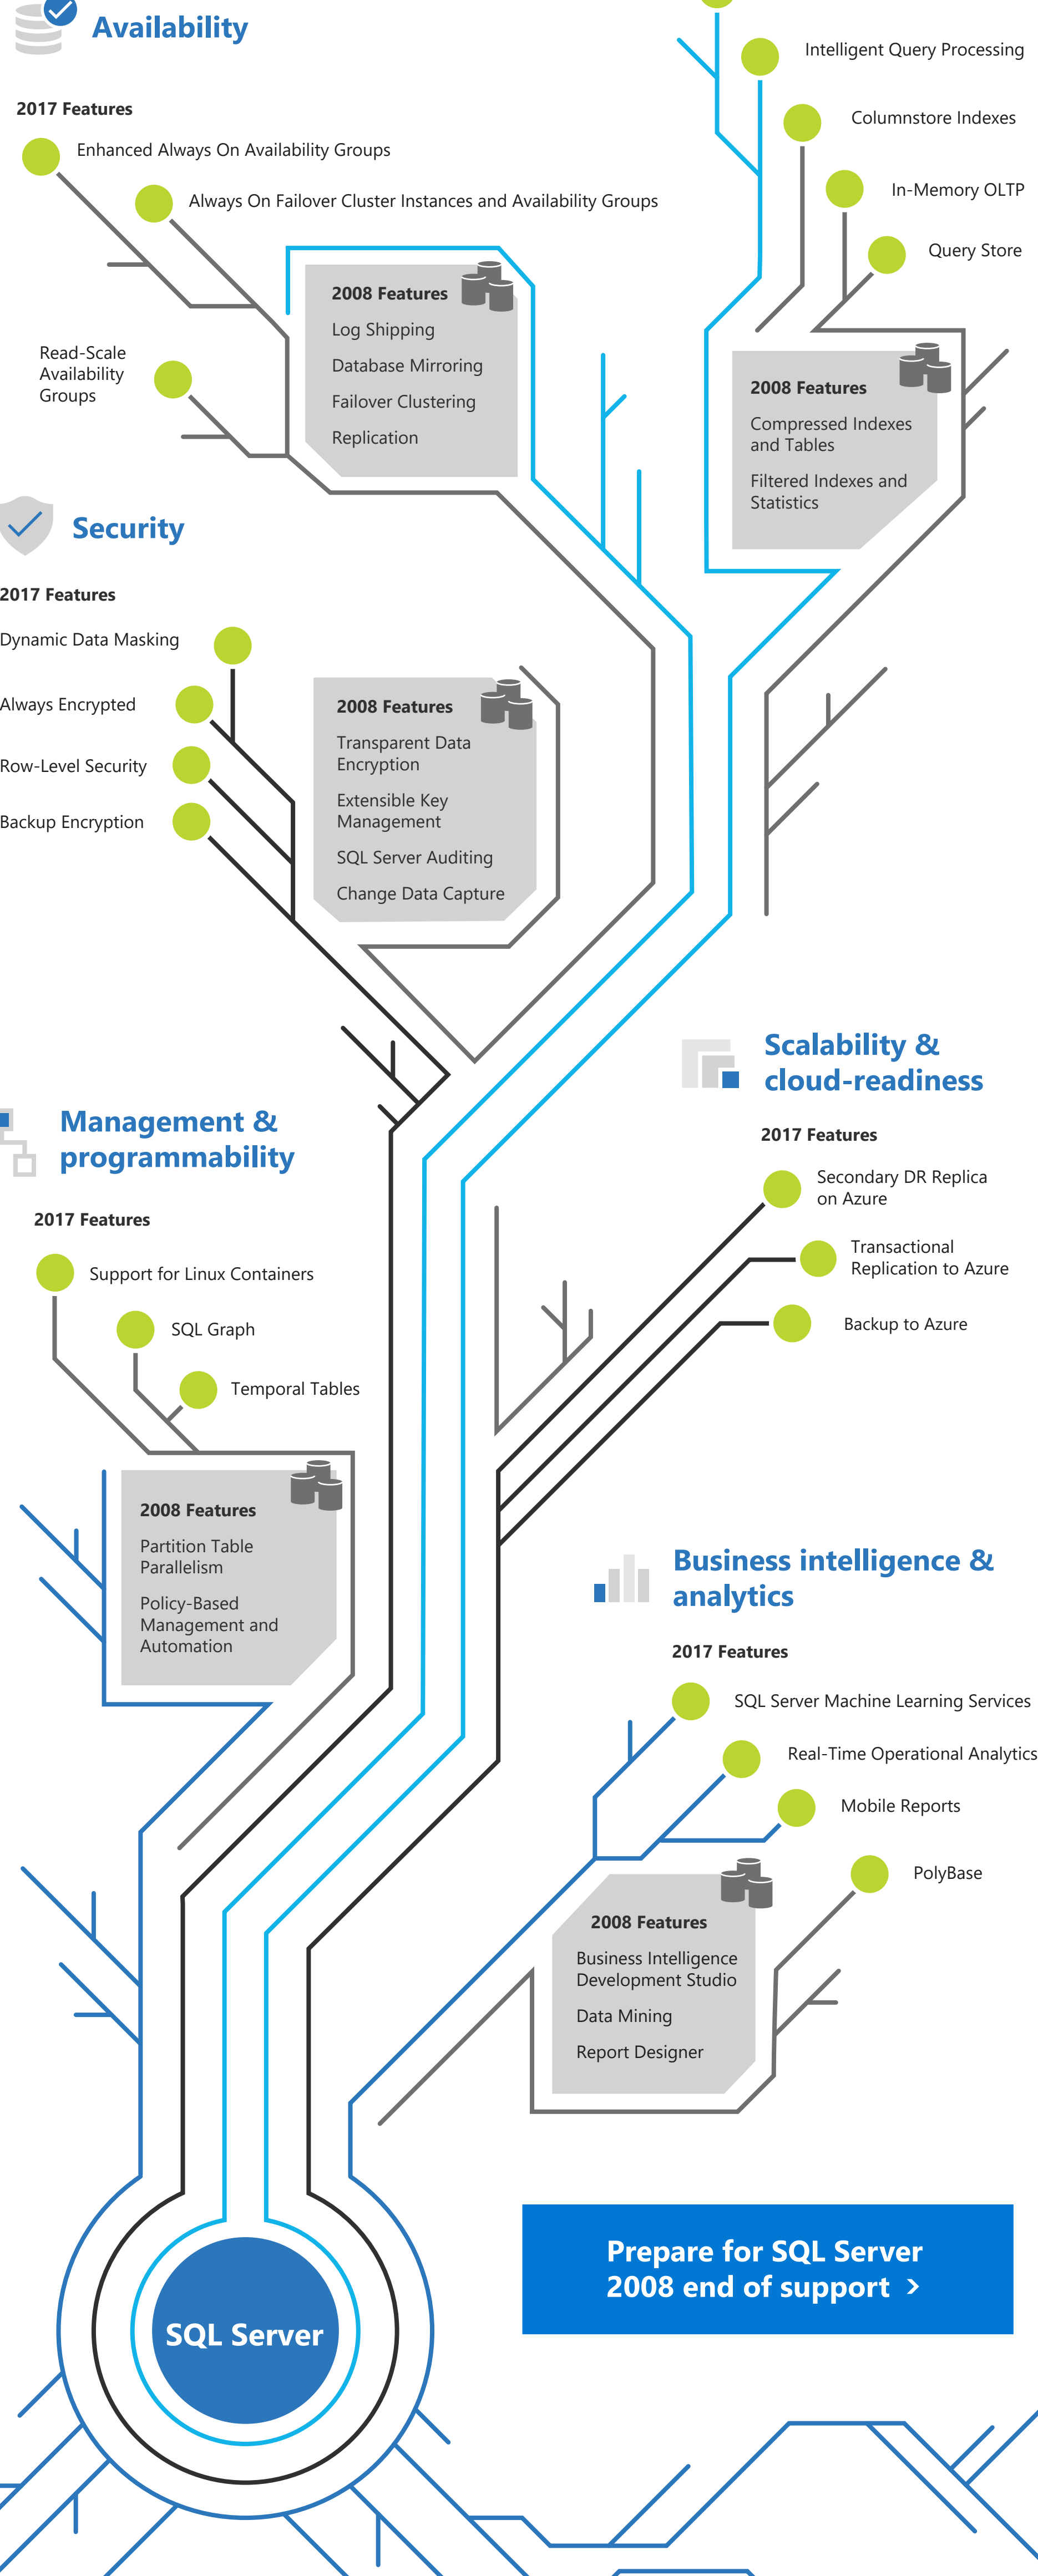 Availability
2017 Features
Enhanced Always On Availability Groups
Always On Failover Cluster Instances and Availability Groups
Read-Scale
Availability
Groups
2008 Features
Log Shipping
Database Mirroring
Failover Clustering
Replication
Intelligent Query Processing
Columnstore Indexes
In-Memory OLTP
Query Store
2008 Features
Compressed Indexes
and Tables
Filtered Indexes and
Statistics
Security
2017 Features
Dynamic Data Masking
Always Encrypted
Row-Level Security
Backup Encryption
2008 Features
Transparent Data
Encryption
Extensible Key
Management
SQL Server Auditing
Change Data Capture
Scalability &
cloud-readiness
2017 Features
Secondary DR Replica
on Azure
Transactional
Replication to Azure
Backup to Azure
Management &
programmability
2017 Features
Support for Linux Containers
SQL Graph
Temporal Tables
2008 Features
Partition Table
Parallelism
Policy-Based
Management and
Automation
Business intelligence &
analytics
2017 Features
SQL Server Machine Learning Services
Real-Time Operational Analytics
Mobile Reports
PolyBase
2008 Features
Business Intelligence
Development Studio
Data Mining
Report Designer
Prepare for SQL Server
2008 end of support >
SQL Server